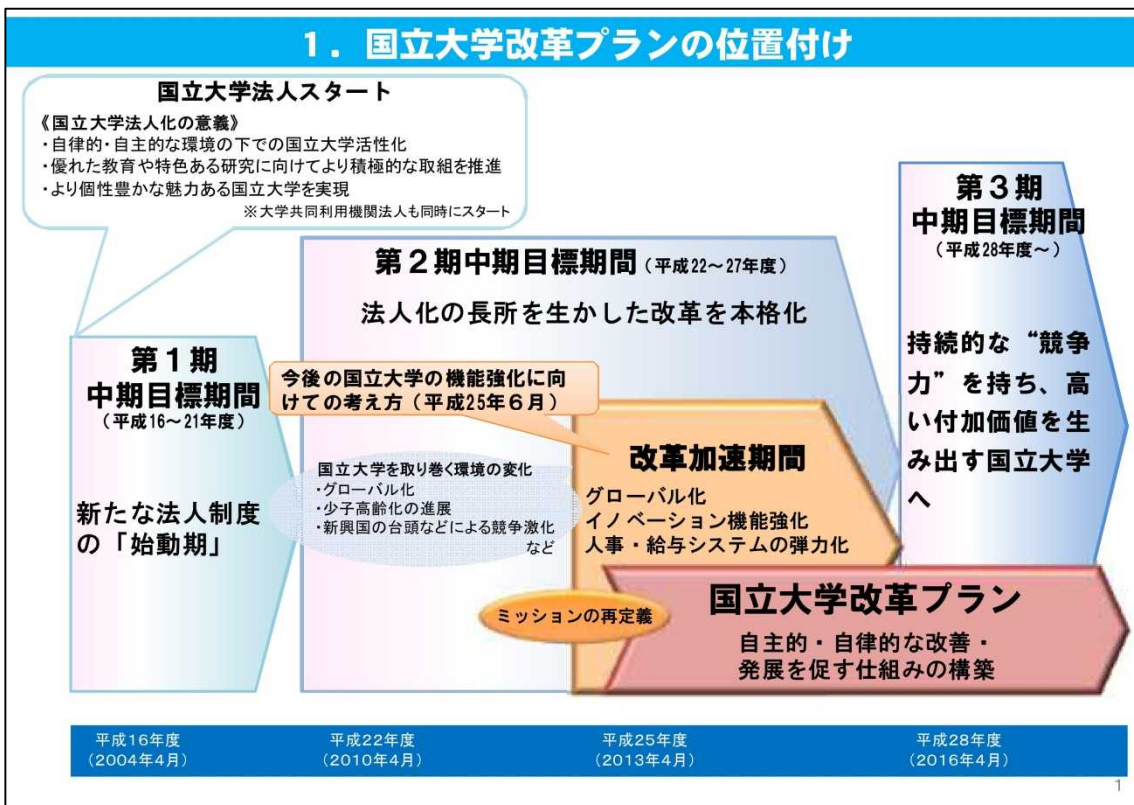 １．国立大学改革プランの位置付け
国立大学法人スタート
《国立大学法人化の意義》
・自律的・自主的な環境の下での国立大学活性化
・優れた教育や特色ある研究に向けてより積極的な取組を推進
・より個性豊かな魅力ある国立大学を実現
※大学共同利用機関法人も同時にスタート
第１期
中期目標期間
（平成16～21年度）
新たな法人制度
の「始動期」
第２期中期目標期間（平成22～27年度）
法人化の長所を生かした改革を本格化
今後の国立大学の機能強化に向
けての考え方（平成25年６月）
国立大学を取り巻く環境の変化
・グローバル化
・少子高齢化の進展
・新興国の台頭などによる競争激化
など
改革加速期間
グローバル化
イノベーション機能強化
人事・給与システムの弾力化
第３期
中期目標期間
（平成28年度～）
持続的な“競争
力”を持ち、高
い付加価値を生
み出す国立大学
へ
ミッションの再定義
国立大学改革プラン
自主的・自律的な改善・
発展を促す仕組みの構築
平成16年度
（2004年4月）
平成22年度
（2010年4月）
平成25年度
（2013年4月）
平成28年度
（2016年4月）
1